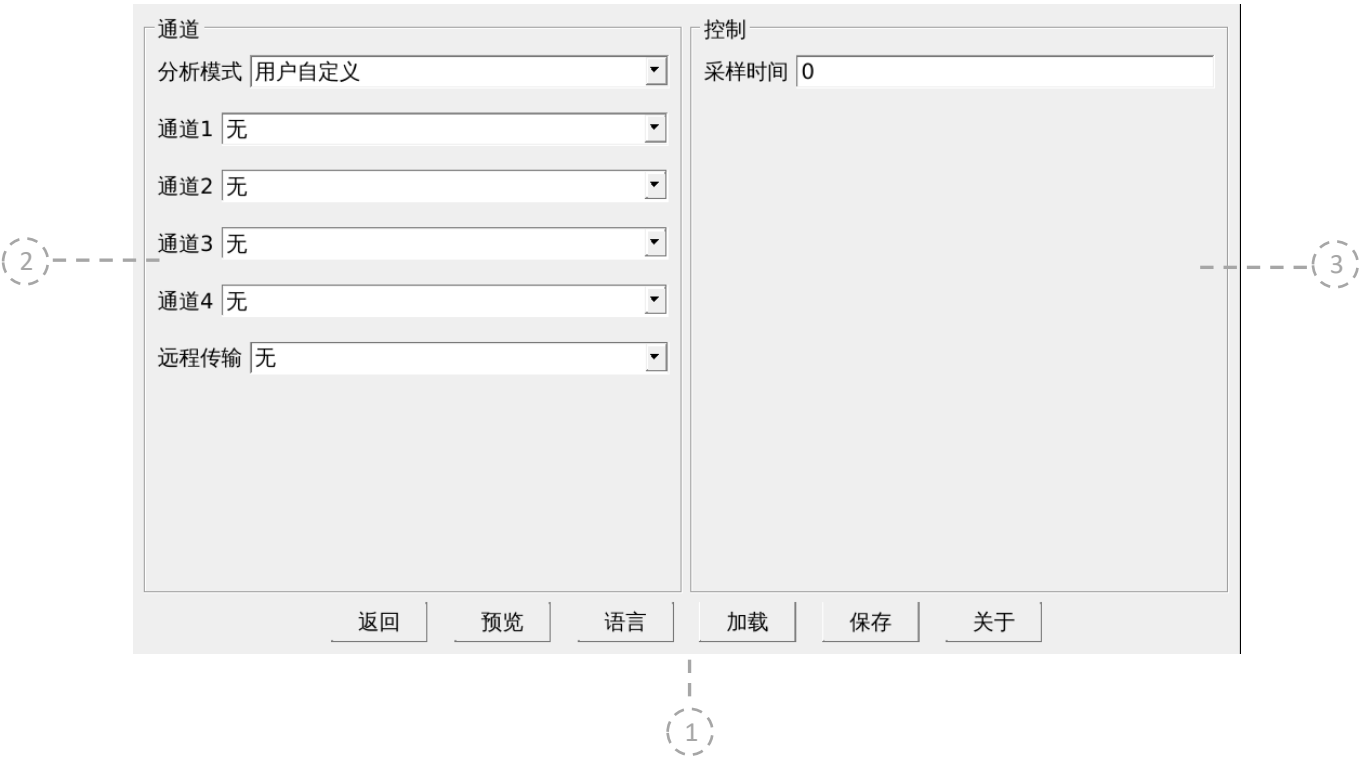 通道
分析模式 用户自定义
通道1 无
通道2 无
通道3 无
通道4 无
远程传输 无
控制
采样时间 0
返回 预览 语言 加载 保存 关于
2
3
1